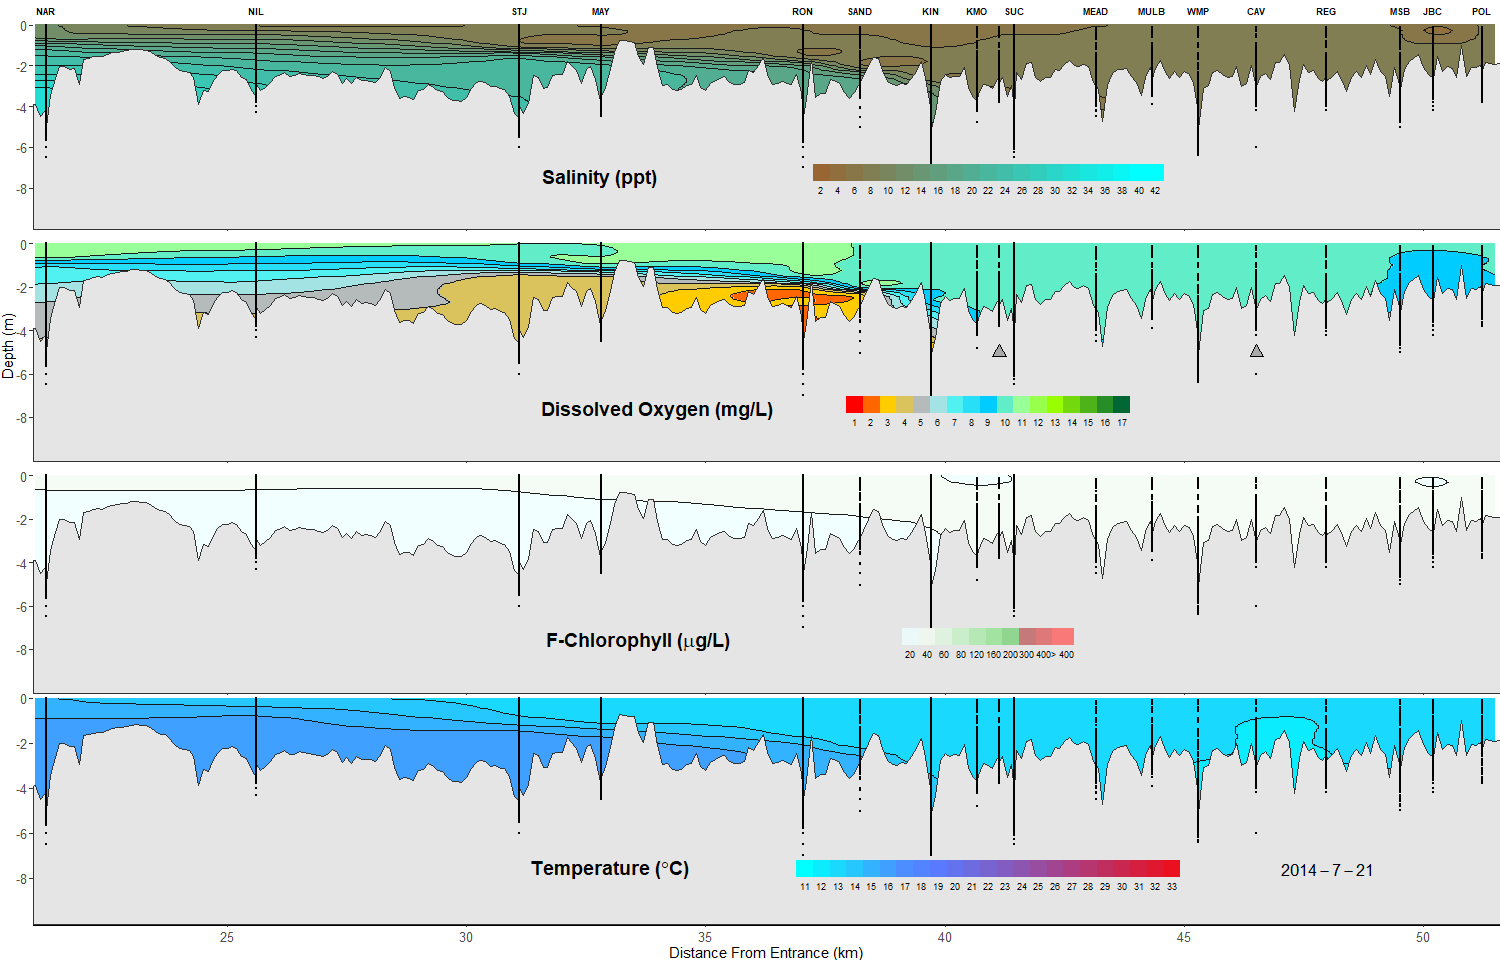 NAR NIL STJ MAY RON SAND KIN KMO SUC MEAD MULB WMP CAV REG MSB JBC POL
0
-2
-4
-6
-8
Salinity (ppt)
2 4 6 8 10 12 14 16 18 20 22 24 26 28 30 32 34 36 38 40 42
0
-2
-4
-6
-8
Depth (m)
Dissolved Oxygen (mg/L)
1 2 3 4 5 6 7 8 9 10 11 12 13 14 15 16 17
0
-2
-4
-6
-8
F-Chlorophyll (μg/L)
20 40 60 80 120 160 200 300 400 > 400
0
-2
-4
-6
-8
Temperature (°C)
11 12 13 14 15 16 17 18 19 20 21 22 23 24 25 26 27 28 29 30 31 32 33
2014 – 7 – 21
25 30 35 40 45 50
Distance From Entrance (km)